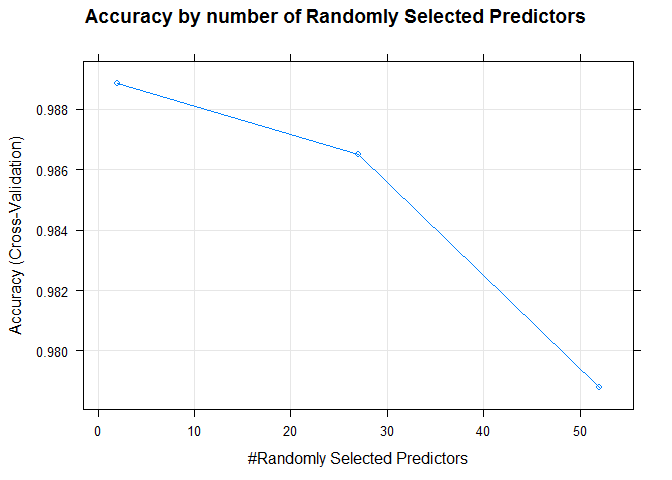 Accuracy by number of Randomly Selected Predictors
Accuracy (Cross-Validation)
0.988
0.986
0.984
0.982
0.980
0 10 20 30 40 50
#Randomly Selected Predictors